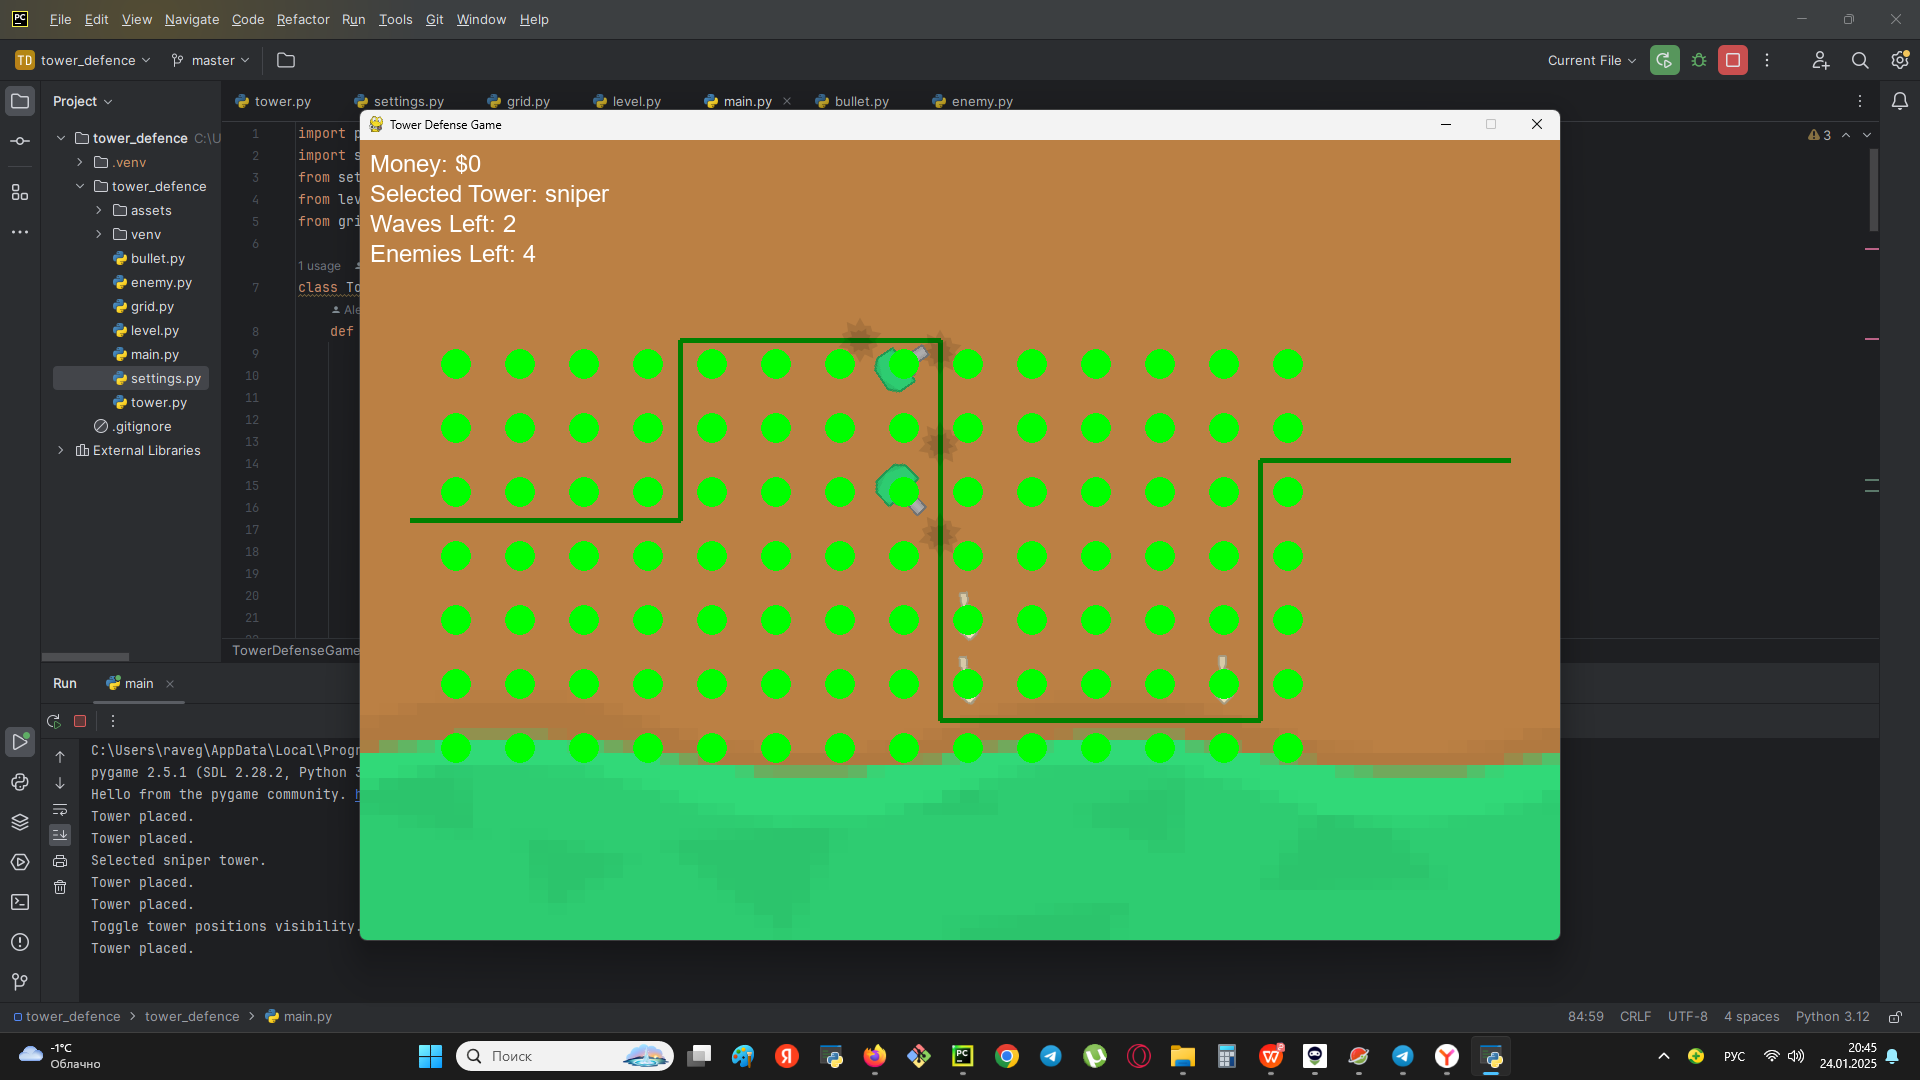 PC File Edit View Navigate Code Refactor Run Tools Git Window Help
TD tower_defence master Current File
Project tower.py settings.py grid.py level.py main.py bullet.py enemy.py
tower_defence C:\U
.venv
tower_defence
assets
venv
bullet.py
enemy.py
grid.py
level.py
main.py
settings.py
tower.py
.gitignore
External Libraries
1 import p
2 import s
3 from set
4 from lev
5 from gri
6
1 usage
7 class To
Ale
8 def
9
10
11
12
13
14
15
16
17
18
19
20
21
3
TowerDefenseGame
Tower Defense Game
Money: $0
Selected Tower: sniper
Waves Left: 2
Enemies Left: 4
Run main
C:\Users\raveg\AppData\Local\Progr
pygame 2.5.1 (SDL 2.28.2, Python 3
Hello from the pygame community. h
Tower placed.
Tower placed.
Selected sniper tower.
Tower placed.
Tower placed.
Toggle tower positions visibility.
Tower placed.
tower_defence tower_defence main.py 84:59 CRLF UTF-8 4 spaces Python 3.12
-1°C
Облачно
Поиск
РУС
20:45
24.01.2025